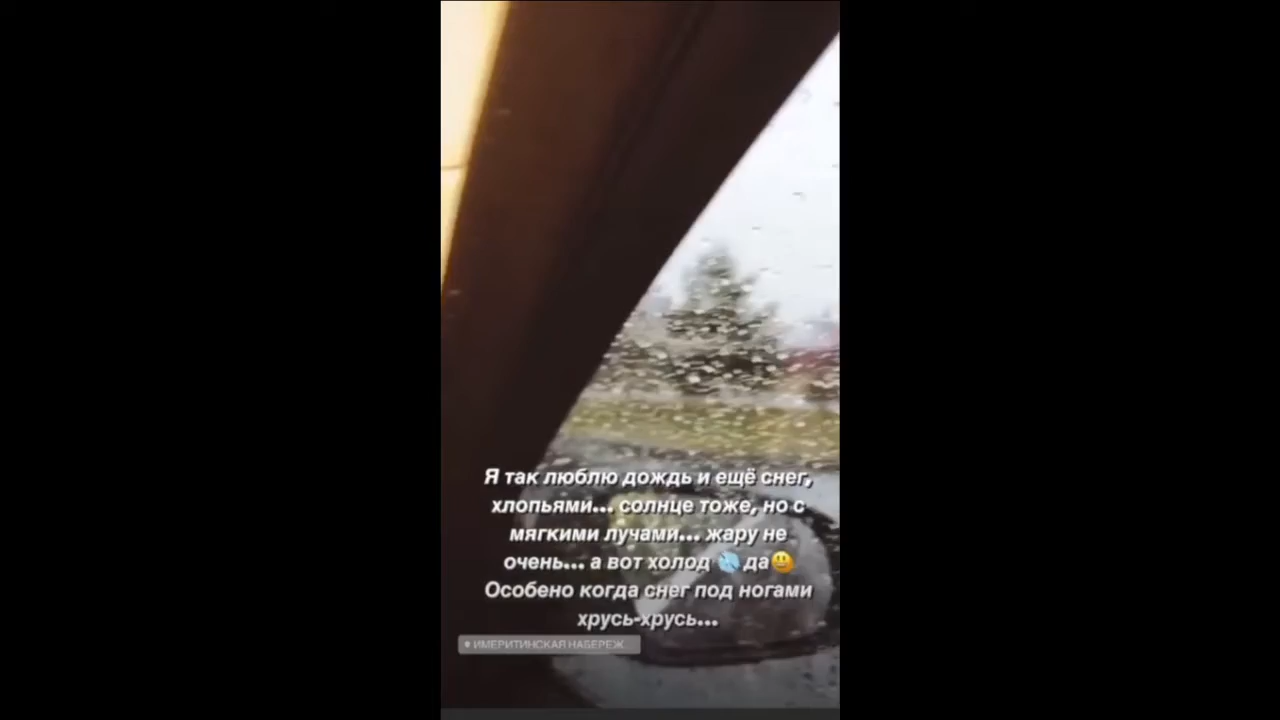 Я так люблю дождь и ещё снег,
хлопьями... солнце тоже, но с
мягкими лучами... жару не
очень... а вот холод да😃
Особено когда снег под ногами
хрусь-хрусь...
ИМЕРИТИНСКАЯ НАБЕРЕЖ...